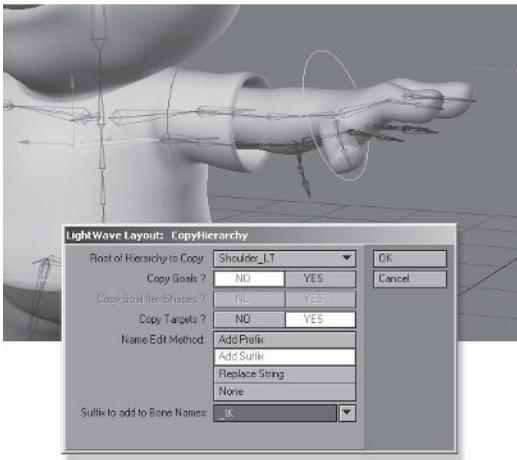 LightWave Layout: CopyHierarchy
Root of Hierarchy to Copy: Shoulder_LT
OK
Copy Goals ? NO YES
Cancel
Copy Goal ItemShapes ? NO YES
Copy Targets ? NO YES
Name Edit Method: Add Prefix
Add Suffix
Replace String
None
Suffix to add to Bone Names: _IK